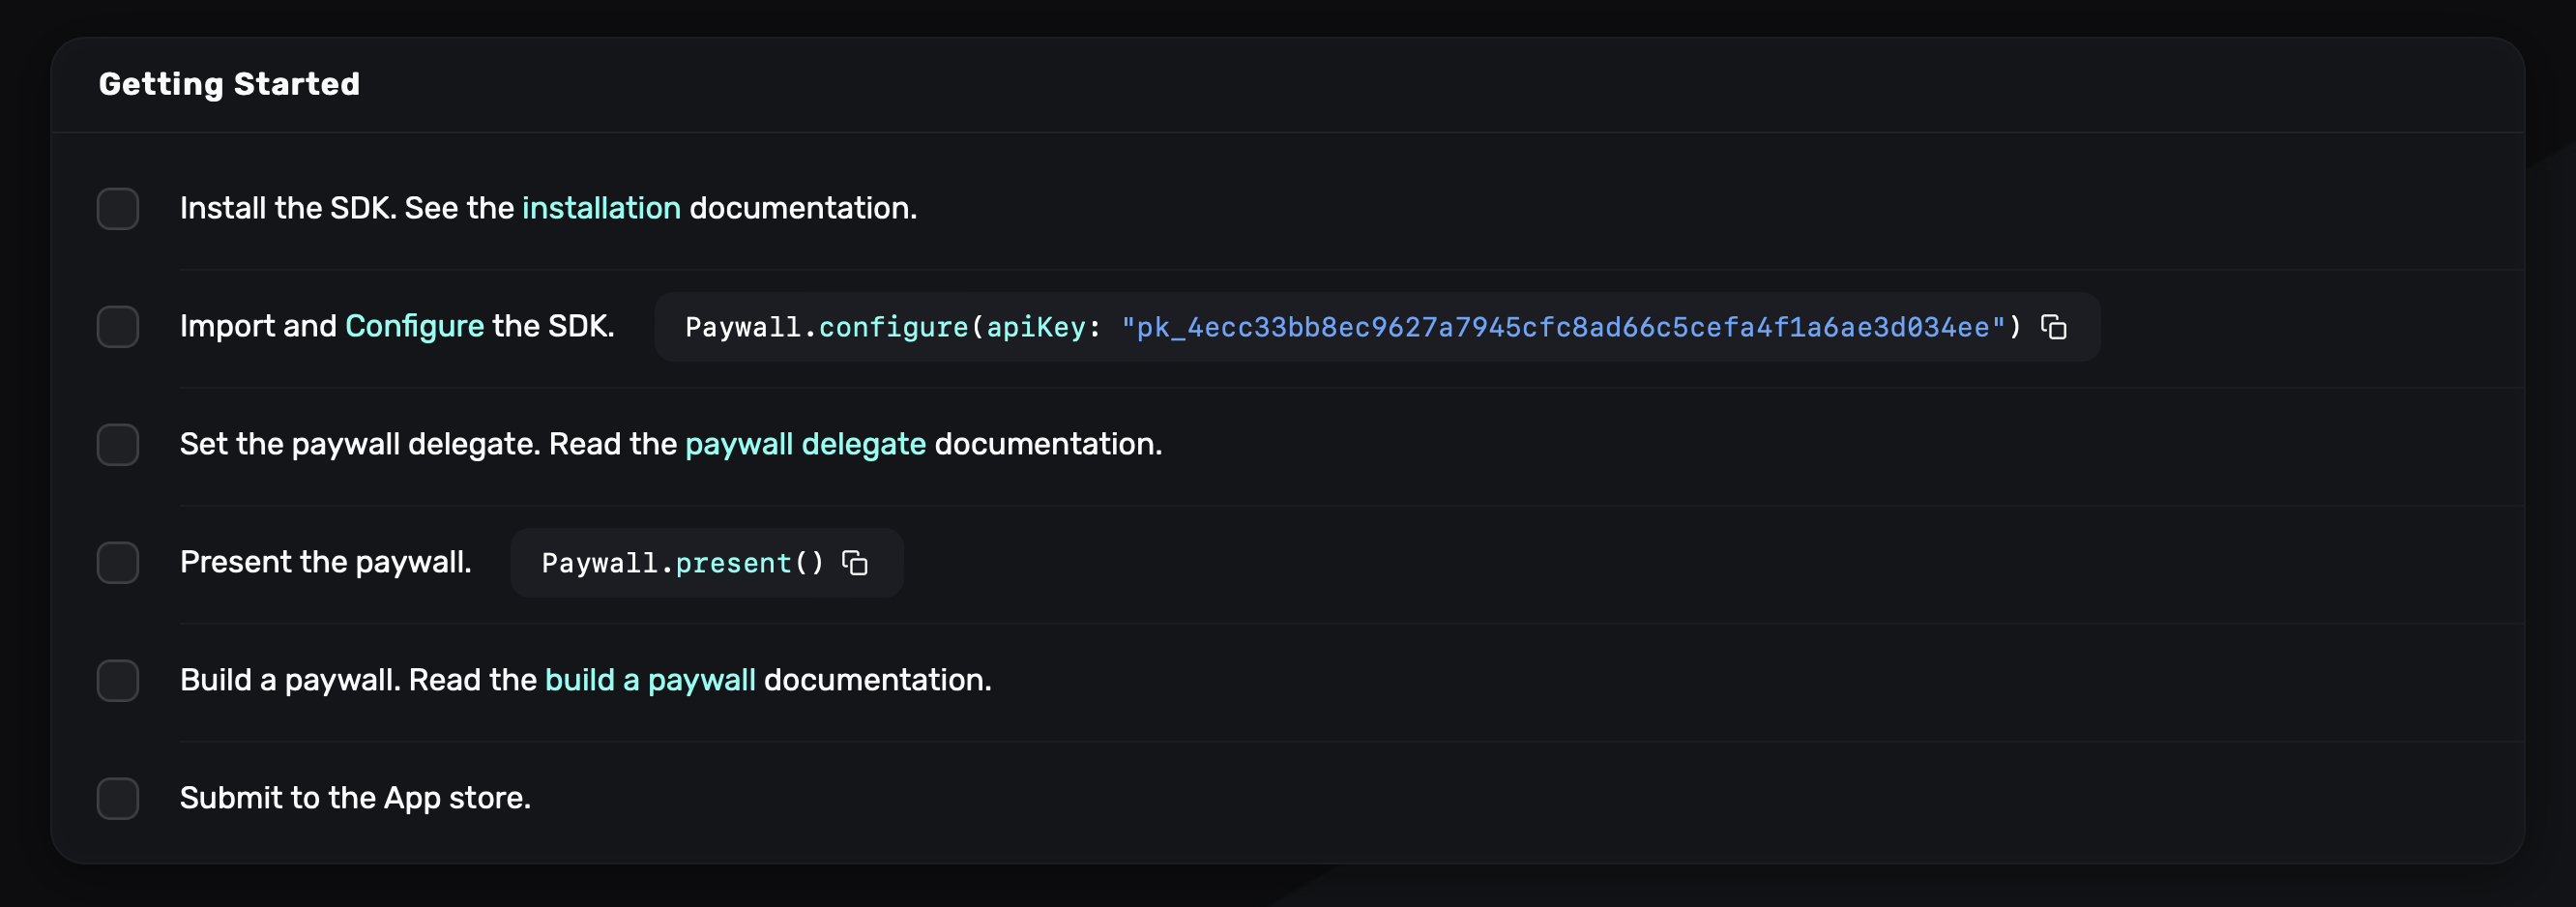 Getting Started
Install the SDK. See the installation documentation.
Import and Configure the SDK. Paywall.configure(apiKey: "pk_4ecc33bb8ec9627a7945cfc8ad66c5cefa4f1a6ae3d034ee")
Set the paywall delegate. Read the paywall delegate documentation.
Present the paywall. Paywall.present()
Build a paywall. Read the build a paywall documentation.
Submit to the App store.